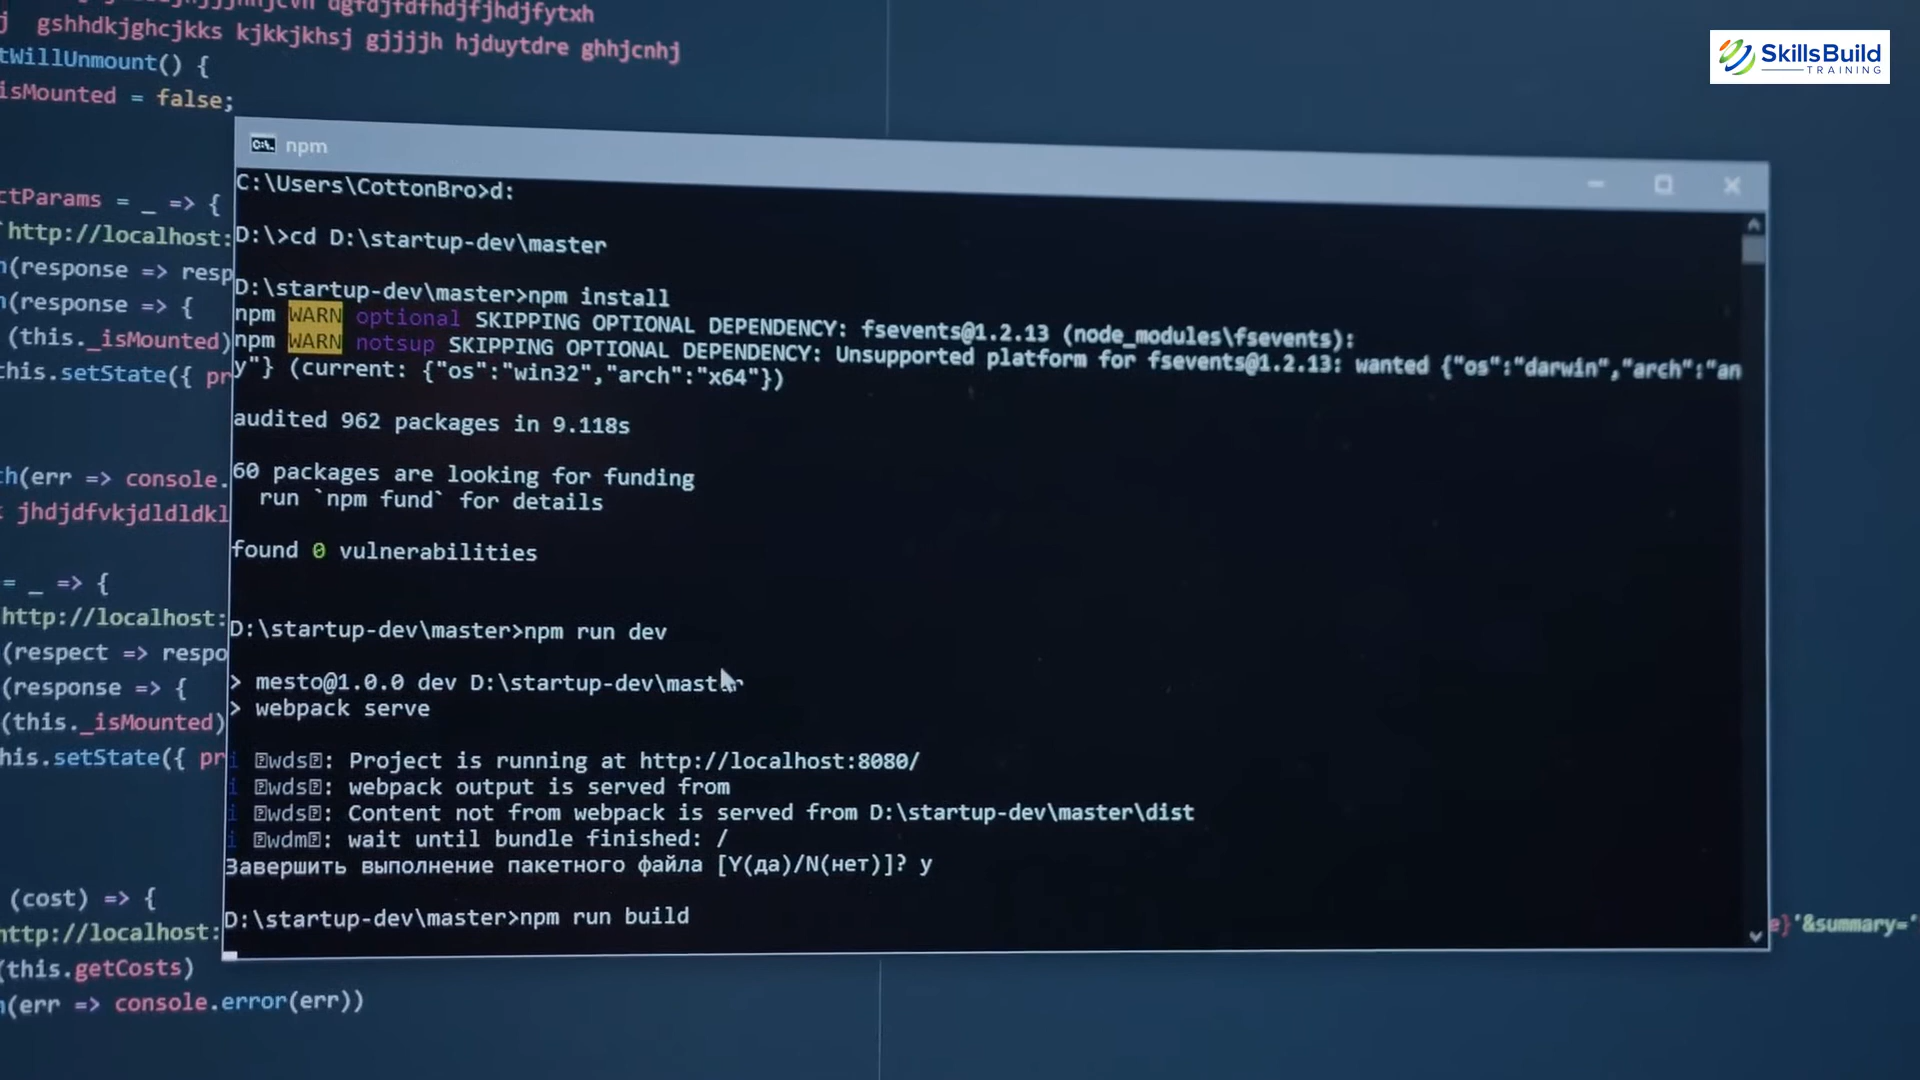 gshhdkjghcjkks kjkkjkhsj gjjjjh hjduytdre ghhjcnhj
tWillUnmount() {
isMounted = false;
SkillsBuild
TRAINING
npm
C:\Users\CottonBro>d:
D:\>cd D:\startup-dev\master
D:\startup-dev\master>npm install
npm WARN optional SKIPPING OPTIONAL DEPENDENCY: fsevents@1.2.13 (node_modules\fsevents):
npm WARN notsup SKIPPING OPTIONAL DEPENDENCY: Unsupported platform for fsevents@1.2.13: wanted {"os":"darwin","arch":"an
y"} (current: {"os":"win32","arch":"x64"})
audited 962 packages in 9.118s
60 packages are looking for funding
run `npm fund` for details
found 0 vulnerabilities
D:\startup-dev\master>npm run dev
> mesto@1.0.0 dev D:\startup-dev\master
> webpack serve
i wds: Project is running at http://localhost:8080/
i wds: webpack output is served from
i wds: Content not from webpack is served from D:\startup-dev\master\dist
i wdm: wait until bundle finished: /
Завершить выполнение пакетного файла [Y(да)/N(нет)]? y
D:\startup-dev\master>npm run build
ctParams = _ => {
`http://localhost:
(response => resp
(response => {
(this._isMounted)
this.setState({ pr
th(err => console.
jhdjdfvkjdldldkl
= _ => {
http://localhost:
(respect => respo
(response => {
(this._isMounted)
his.setState({ pr
(cost) => {
http://localhost:
(this.getCosts)
(err => console.error(err))
e}'&summary='